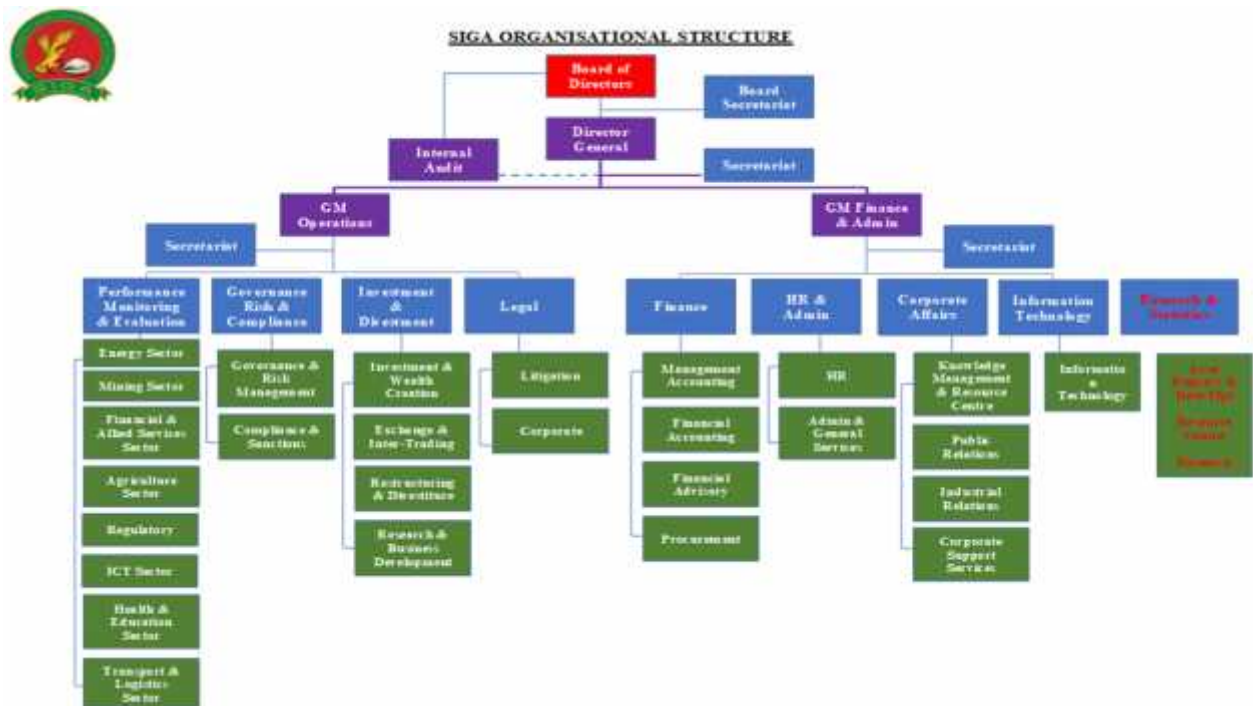 SIGA ORGANISATIONAL STRUCTURE
Board of
Directors
Board
Secretariat
Director
General
Internal
Audit
Secretariat
GM
Operations
GM Finance
& Admin
Secretariat
Secretariat
Performance
Monitoring
& Evaluation
Governance
Risk &
Compliance
Investment
&
Divestment
Legal
Finance
HR &
Admin
Corporate
Affairs
Information
Technology
Research &
Energy Sector
Mining Sector
Financial &
Allied Services
Sector
Agriculture
Sector
Regulatory
ICT Sector
Health &
Education
Sector
Transport &
Logistics
Sector
Governance &
Risk
Management
Compliance &
Sanctions
Investment &
Wealth
Creation
Exchange &
Inter-Trading
Restructuring
& Divestiture
Research &
Business
Development
Litigation
Corporate
Management
Accounting
Financial
Accounting
Financial
Advisory
Procurement
HR
Admin &
General
Services
Knowledge
Management
& Resource
Centre
Public
Relations
Industrial
Relations
Corporate
Support
Services
Informatio
n
Technology